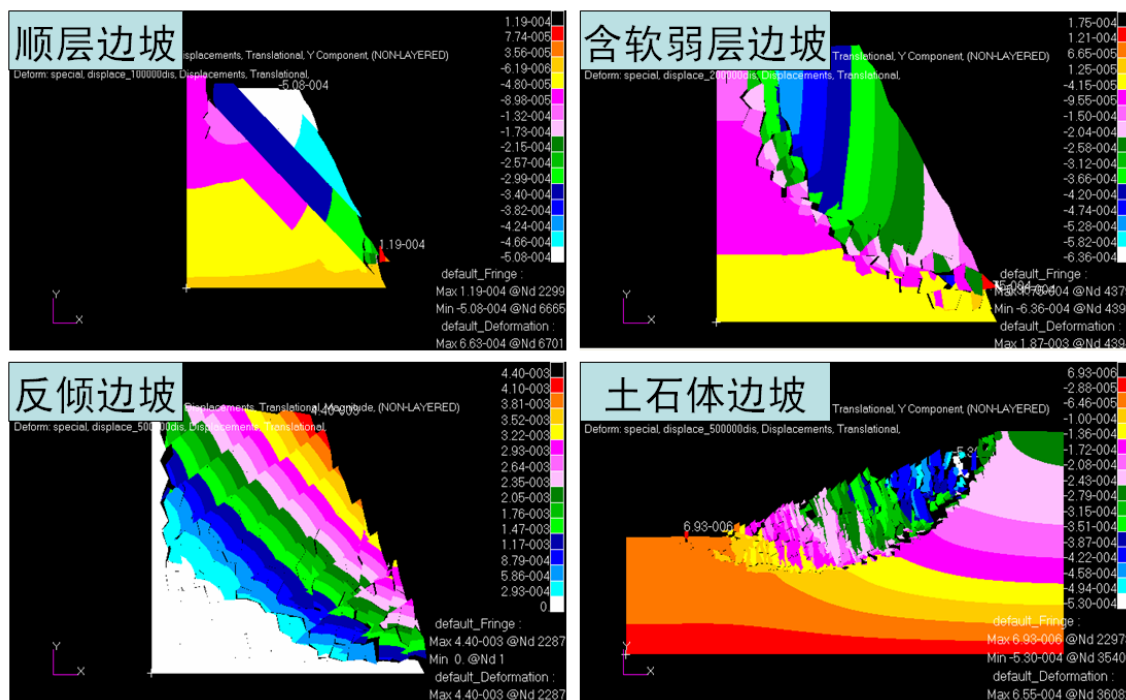 顺层边坡
Displacements, Translational, Y Component, (NON-LAYERED)
Deform: special, displace_100000dis, Displacements, Translational,
-5.08-004
1.19-004
1.19-004
7.74-005
3.56-005
-6.19-006
-4.80-005
-8.98-005
-1.32-004
-1.73-004
-2.15-004
-2.57-004
-2.99-004
-3.40-004
-3.82-004
-4.24-004
-4.66-004
-5.08-004
default_Fringe :
Max 1.19-004 @Nd 2299
Min -5.08-004 @Nd 6665
default_Deformation :
Max 6.63-004 @Nd 6701
Y
X
含软弱层边坡
Translational, Y Component, (NON-LAYERED)
Deform: special, displace_200000dis, Displacements, Translational,
1.75-004
1.21-004
6.65-005
1.25-005
-4.15-005
-9.55-005
-1.50-004
-2.04-004
-2.58-004
-3.12-004
-3.66-004
-4.20-004
-4.74-004
-5.28-004
-5.82-004
-6.36-004
default_Fringe :
Max 1.75-004 @Nd 4379
Min -6.36-004 @Nd 439
default_Deformation :
Max 1.87-003 @Nd 439
Y
X
反倾边坡
Displacements, Translational, Magnitude, (NON-LAYERED)
Deform: special, displace_500000dis, Displacements, Translational,
4.40-003
4.40-003
4.10-003
3.81-003
3.52-003
3.22-003
2.93-003
2.64-003
2.35-003
2.05-003
1.76-003
1.47-003
1.17-003
8.79-004
5.86-004
2.93-004
0.
default_Fringe :
Max 4.40-003 @Nd 2287
Min 0. @Nd 1
default_Deformation :
Max 4.40-003 @Nd 2287
Y
X
土石体边坡
Translational, Y Component, (NON-LAYERED)
Deform: special, displace_500000dis, Displacements, Translational,
6.93-006
6.93-006
-2.88-005
-6.46-005
-1.00-004
-1.36-004
-1.72-004
-2.08-004
-2.43-004
-2.79-004
-3.15-004
-3.51-004
-3.87-004
-4.22-004
-4.58-004
-4.94-004
-5.30-004
default_Fringe :
Max 6.93-006 @Nd 2297
Min -5.30-004 @Nd 3540
default_Deformation :
Max 6.55-004 @Nd 3608
Y
X